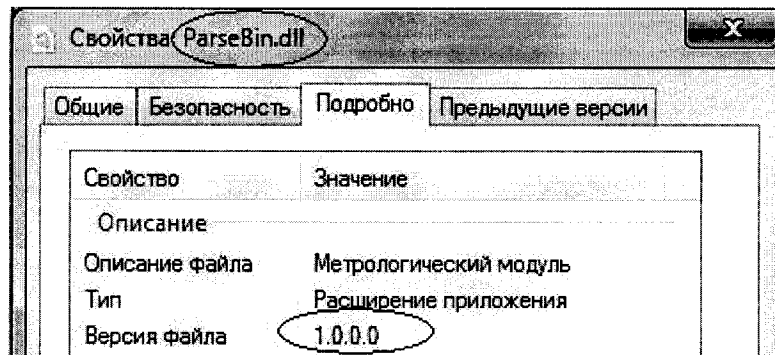 Свойства: ParseBin.dll
Общие Безопасность Подробно Предыдущие версии
Свойство Значение
Описание
Описание файла Метрологический модуль
Тип Расширение приложения
Версия файла 1.0.0.0